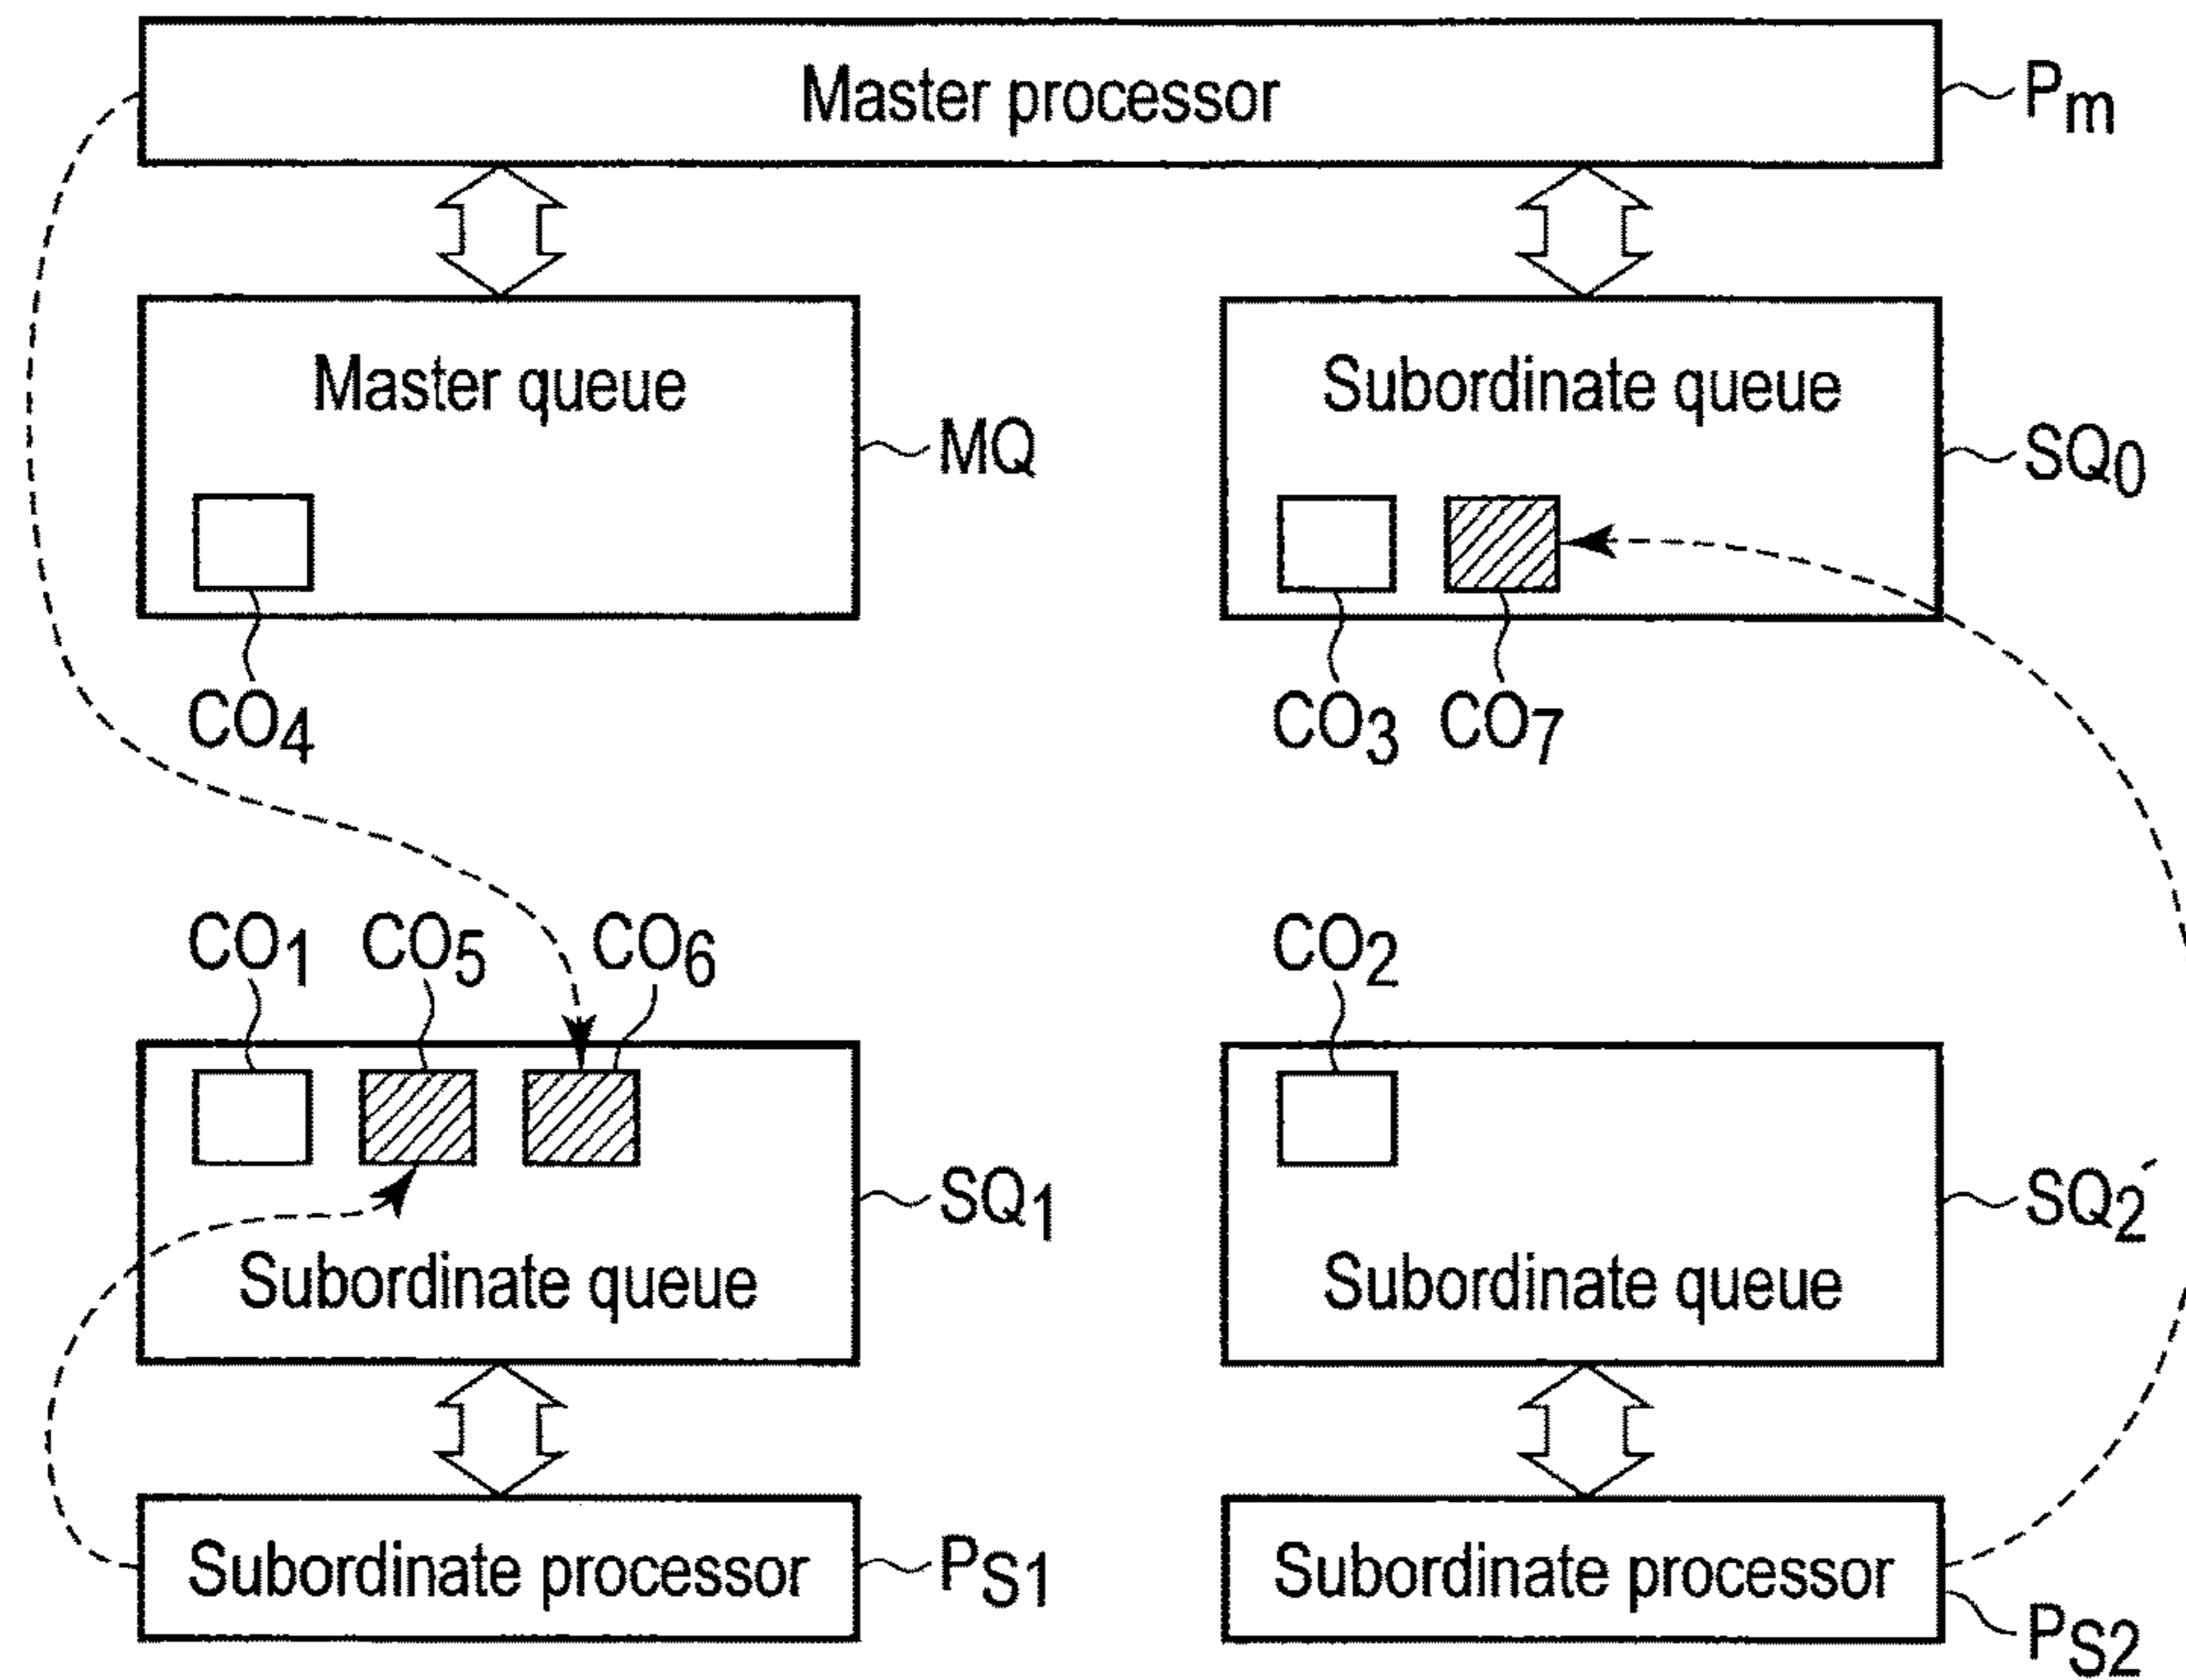 Master processor
Pm
Master queue
MQ
Subordinate queue
SQ0
CO4
CO3
CO7
CO1
CO5
CO6
CO2
SQ1
SQ2
Subordinate queue
Subordinate queue
Subordinate processor
PS1
Subordinate processor
PS2